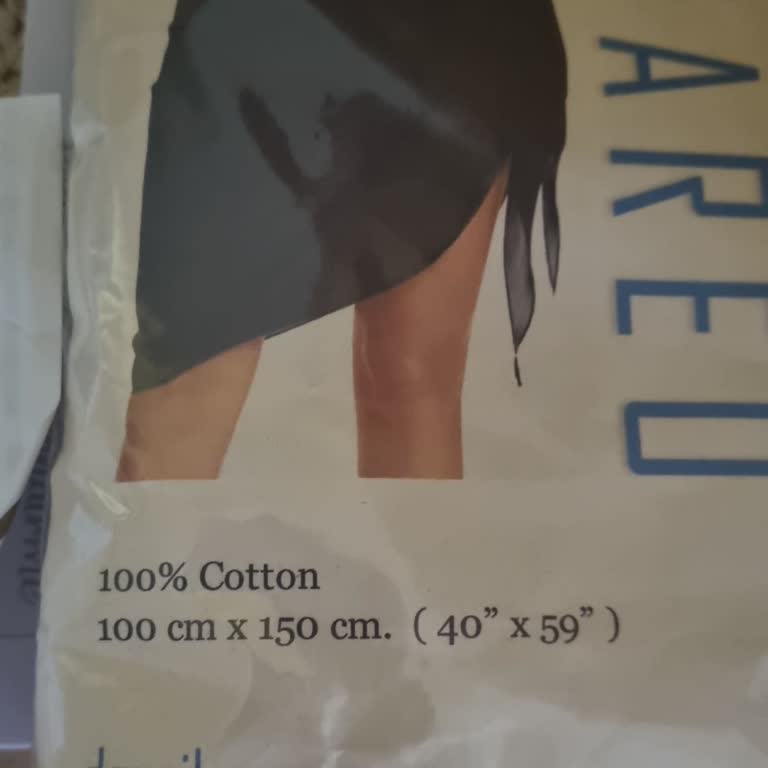 AREO
100% Cotton
100 cm x 150 cm. ( 40” x 59” )